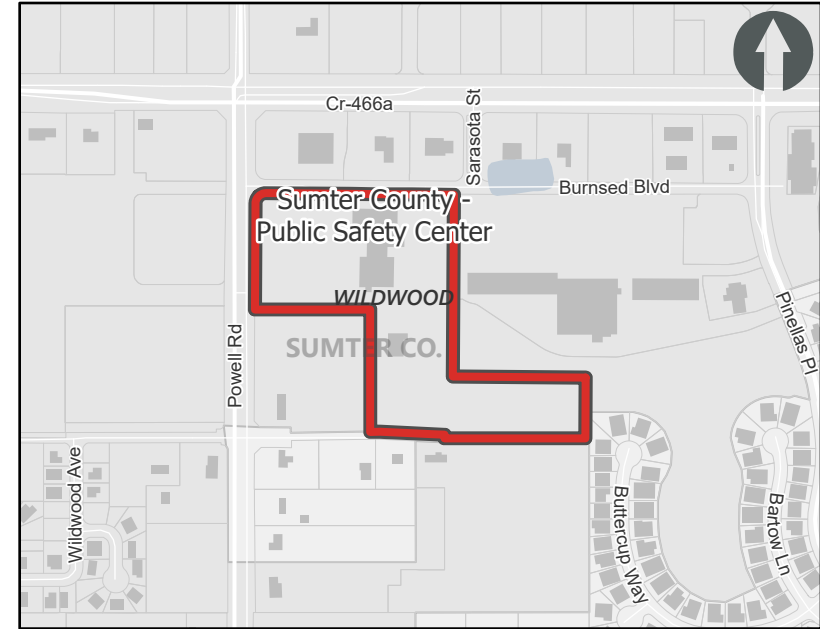 Cr-466a
Sarasota St
Burnsed Blvd
Sumter County -
Public Safety Center
WILDWOOD
SUMTER CO.
Powell Rd
Pinellas Pl
Wildwood Ave
Buttercup Way
Bartow Ln